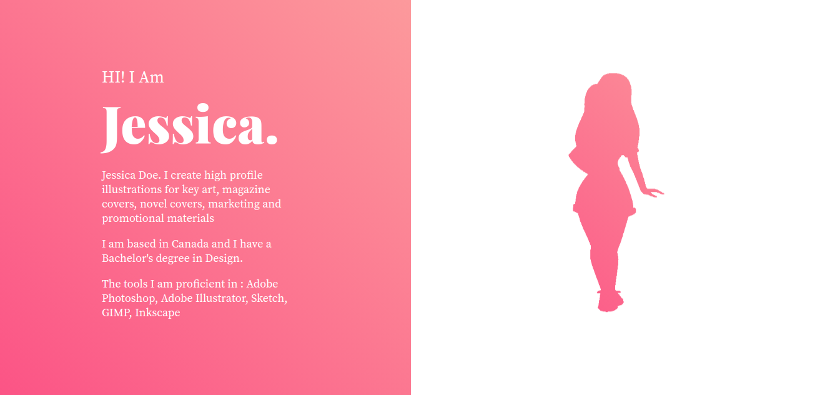 HI! I Am
Jessica.
Jessica Doe. I create high profile
illustrations for key art, magazine
covers, novel covers, marketing and
promotional materials
I am based in Canada and I have a
Bachelor's degree in Design.
The tools I am proficient in : Adobe
Photoshop, Adobe Illustrator, Sketch,
GIMP, Inkscape